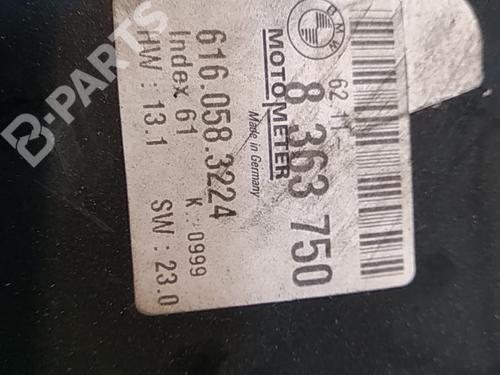 B-PARTS
BMW
62 11-
8 363 750
MOTOMETER
Made in Germany
616.058.3224
Index 61 K: 0999
HW: 13.1 SW: 23.0